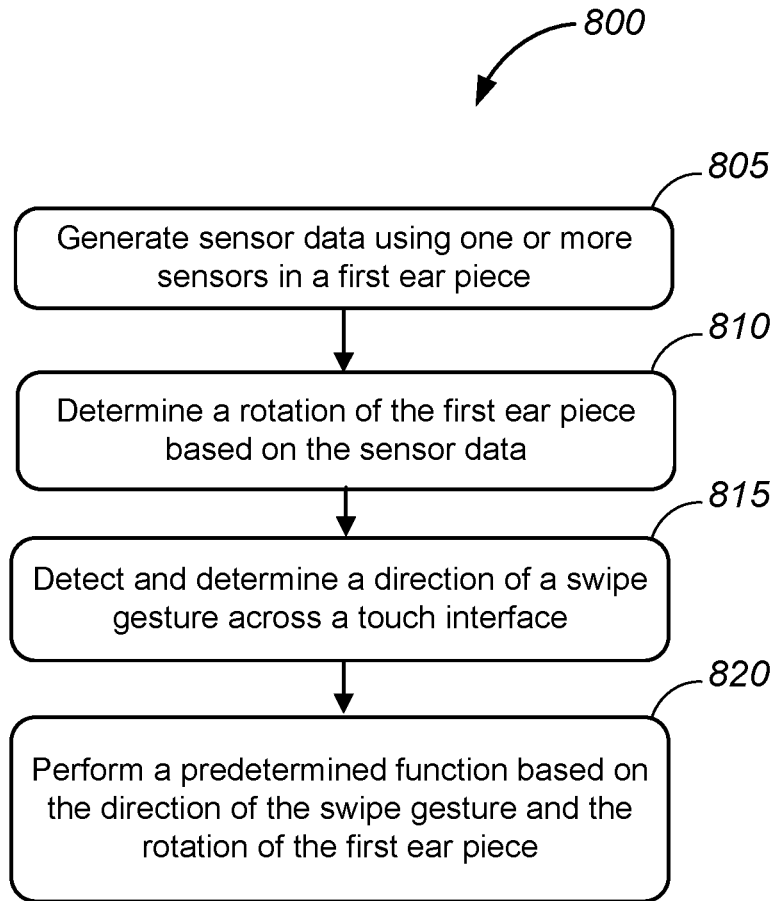 800
805
Generate sensor data using one or more
sensors in a first ear piece
810
Determine a rotation of the first ear piece
based on the sensor data
815
Detect and determine a direction of a swipe
gesture across a touch interface
820
Perform a predetermined function based on
the direction of the swipe gesture and the
rotation of the first ear piece